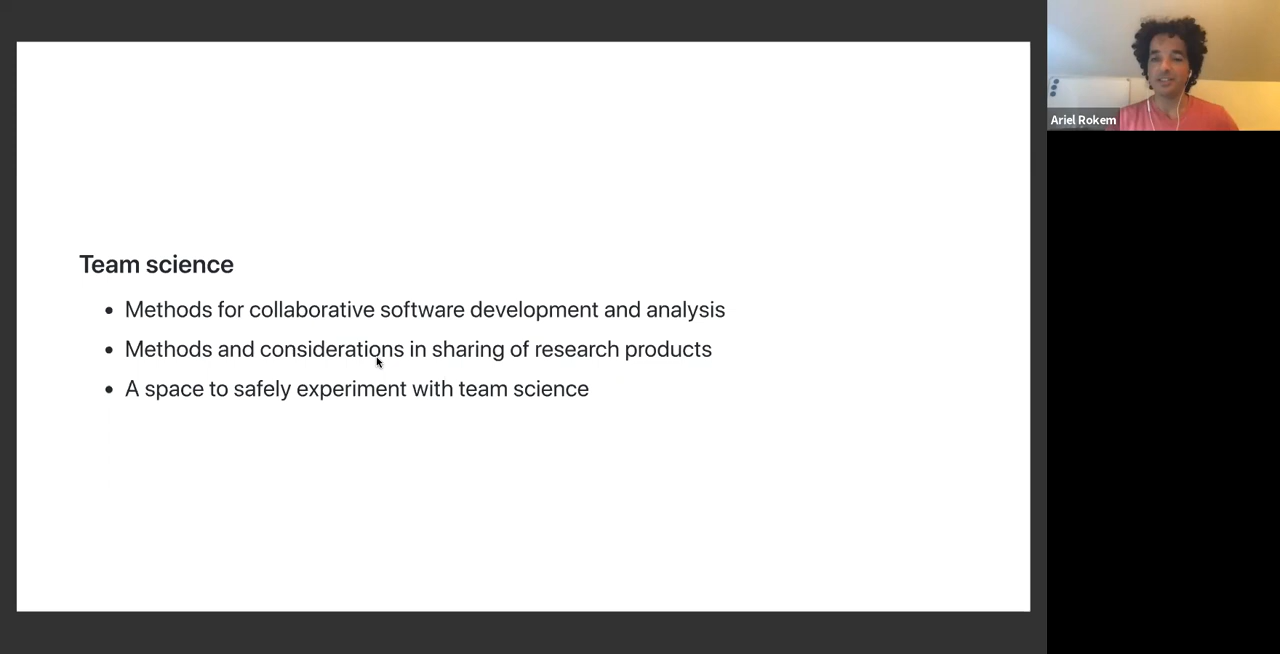 Team science
Methods for collaborative software development and analysis
Methods and considerations in sharing of research products
A space to safely experiment with team science
Ariel Rokem